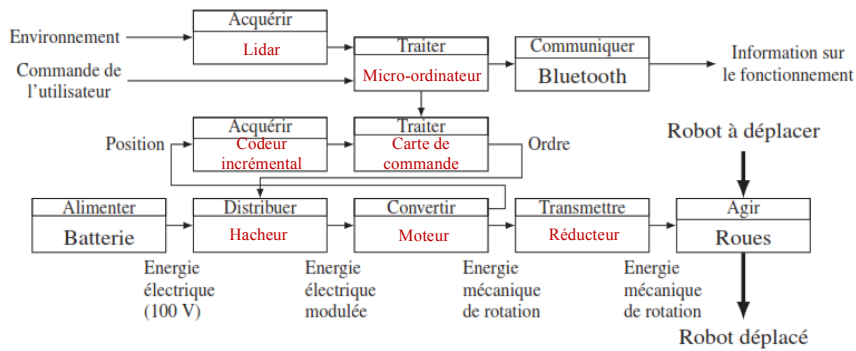 Acquérir
Environnement
Lidar
Traiter
Communiquer
Information sur
le fonctionnement
Commande de
l'utilisateur
Micro-ordinateur
Bluetooth
Acquérir
Traiter
Robot à déplacer
Position
Codeur
incrémental
Carte de
commande
Ordre
Alimenter
Distribuer
Convertir
Transmettre
Agir
Batterie
Hacheur
Moteur
Réducteur
Roues
Energie
électrique
(100 V)
Energie
électrique
modulée
Energie
mécanique
de rotation
Energie
mécanique
de rotation
Robot déplacé